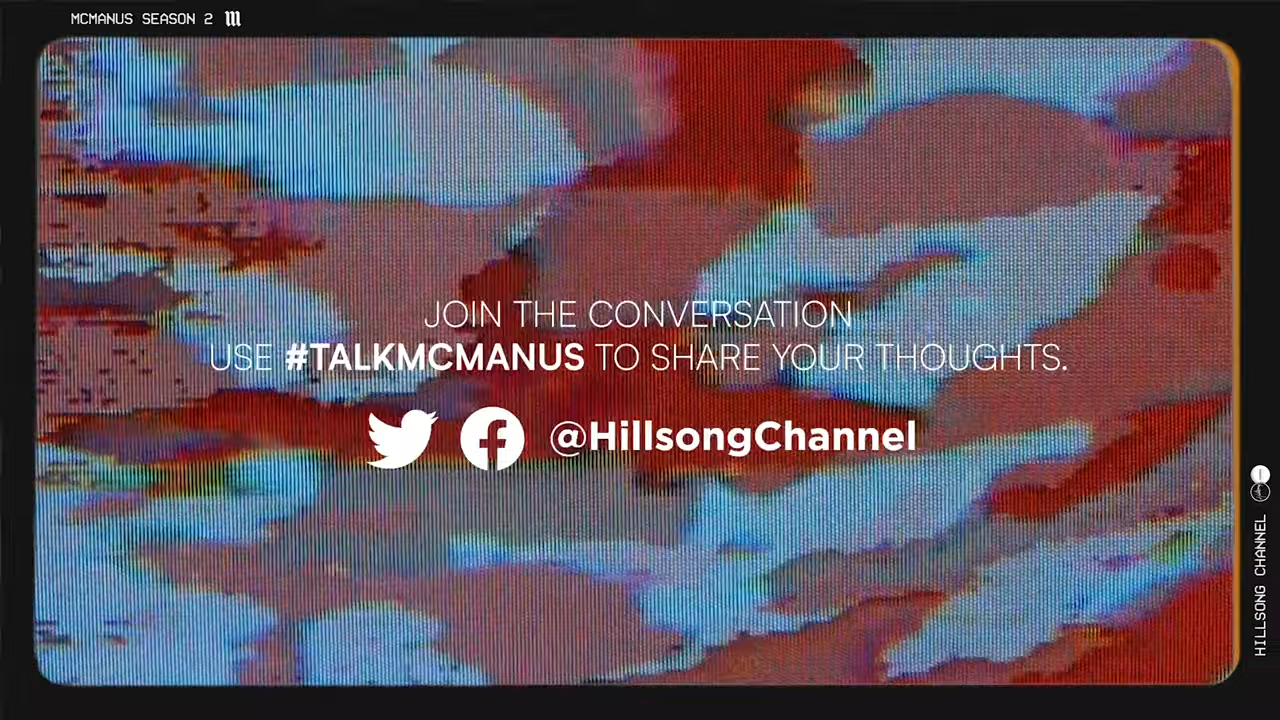 MCMANUS SEASON 2 m
JOIN THE CONVERSATION
USE #TALKMCMANUS TO SHARE YOUR THOUGHTS.
@HillsongChannel
HILLSONG CHANNEL